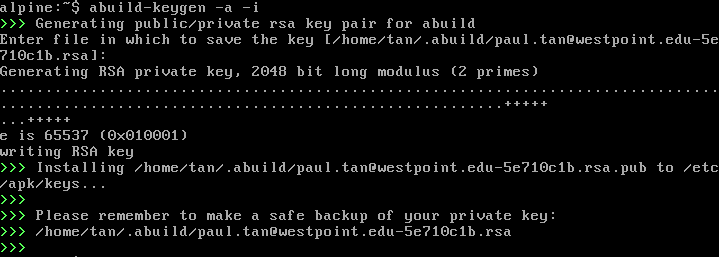 alpine:~$ abuild-keygen -a -i
>>> Generating public/private rsa key pair for abuild
Enter file in which to save the key [/home/tan/.abuild/paul.tan@westpoint.edu-5e
710c1b.rsa]:
Generating RSA private key, 2048 bit long modulus (2 primes)
................................................................................
........................................................+++++
...+++++
e is 65537 (0x010001)
writing RSA key
>>> Installing /home/tan/.abuild/paul.tan@westpoint.edu-5e710c1b.rsa.pub to /etc
/apk/keys...
>>>
>>> Please remember to make a safe backup of your private key:
>>> /home/tan/.abuild/paul.tan@westpoint.edu-5e710c1b.rsa
>>>